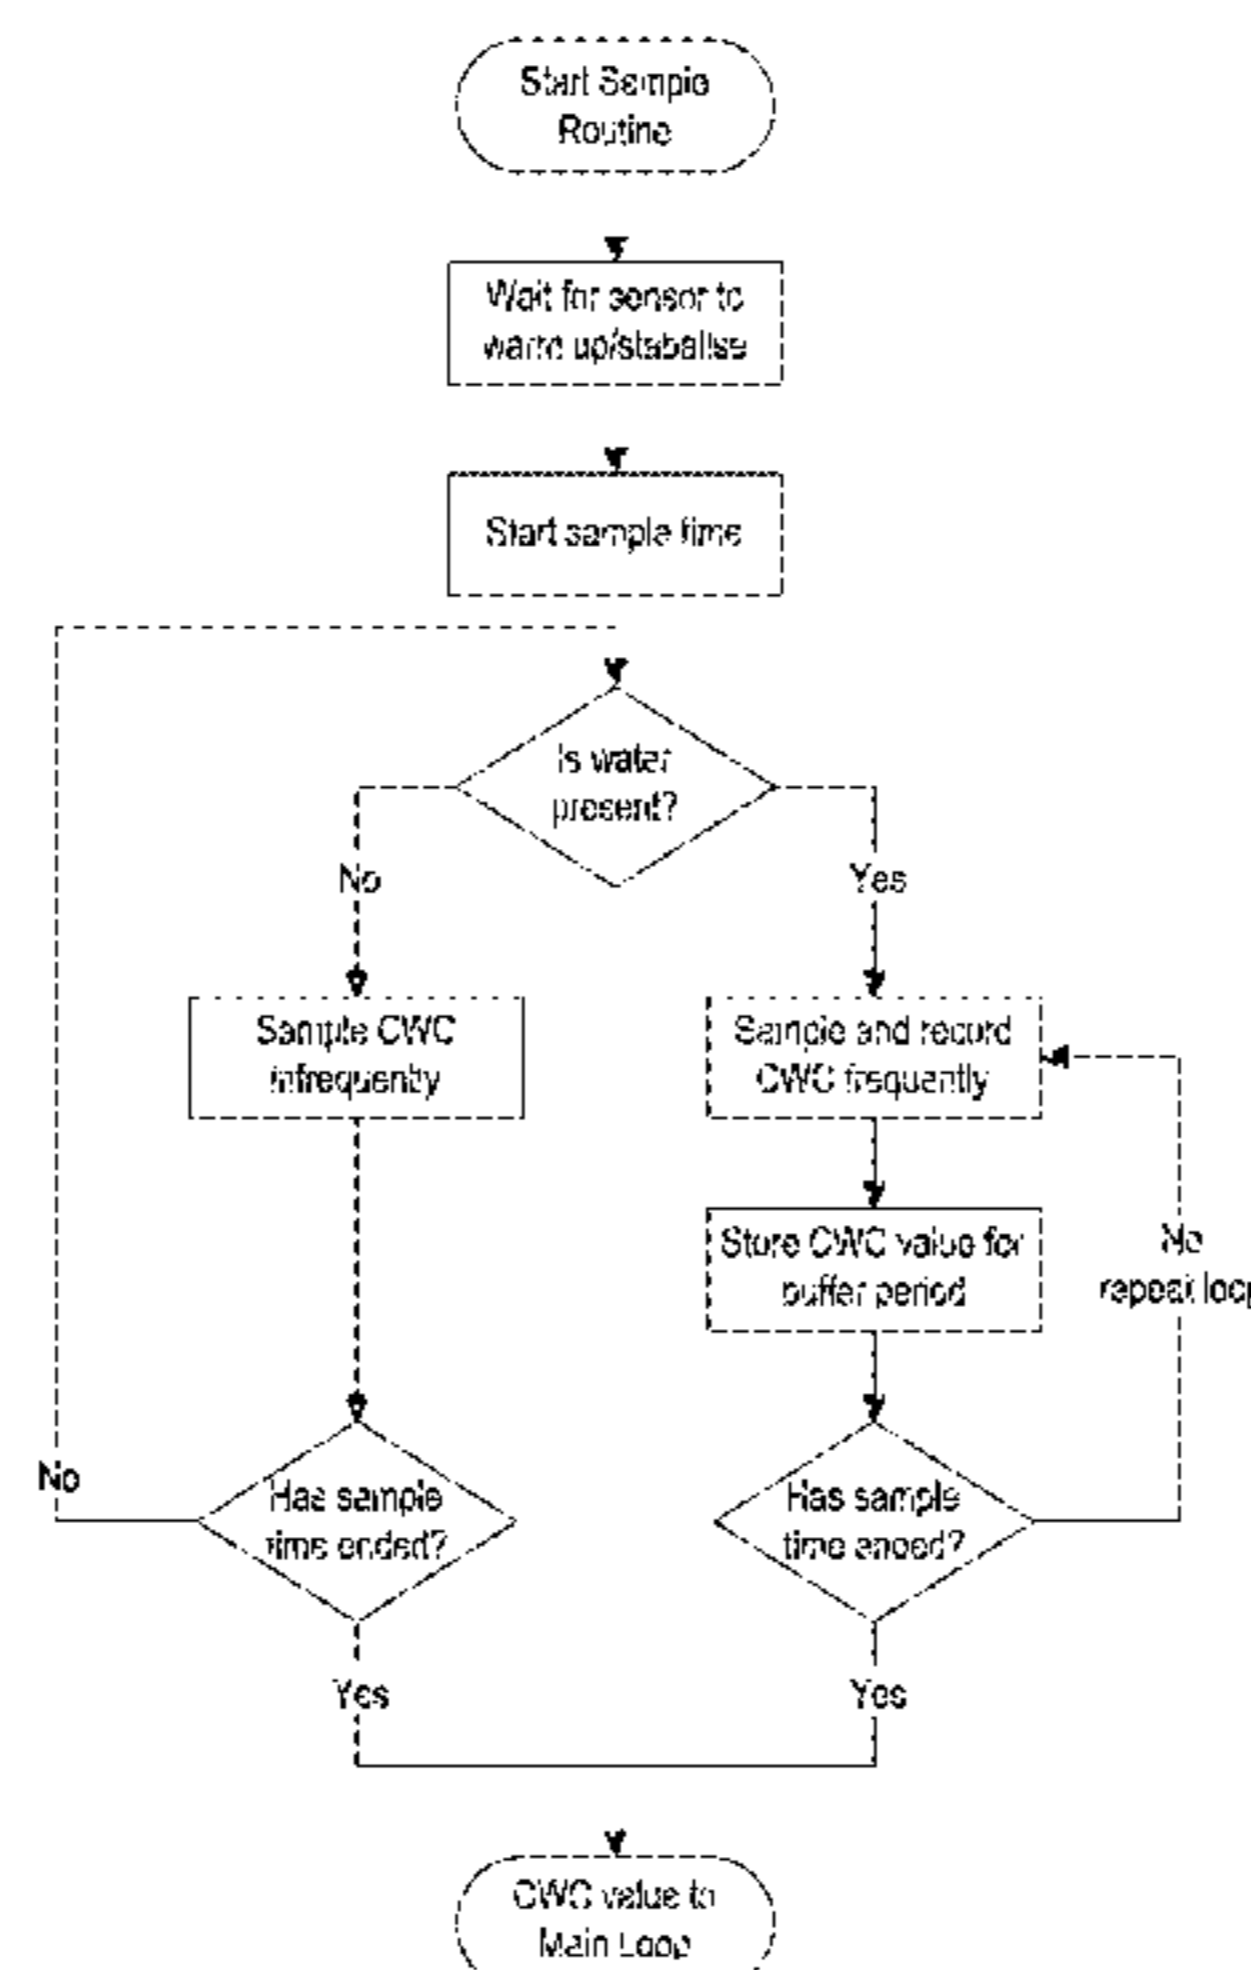 Start Sample
Routine
Wait for sensor to
warm up/stabalise
Start sample time
Is water
present?
No
Yes
Sample CWC
infrequently
Sample and record
CWC frequantly
Store CWC value for
buffer period
No
repeat loop
No
Has sample
time ended?
Has sample
time ended?
Yes
Yes
CWC value to
Main Loop